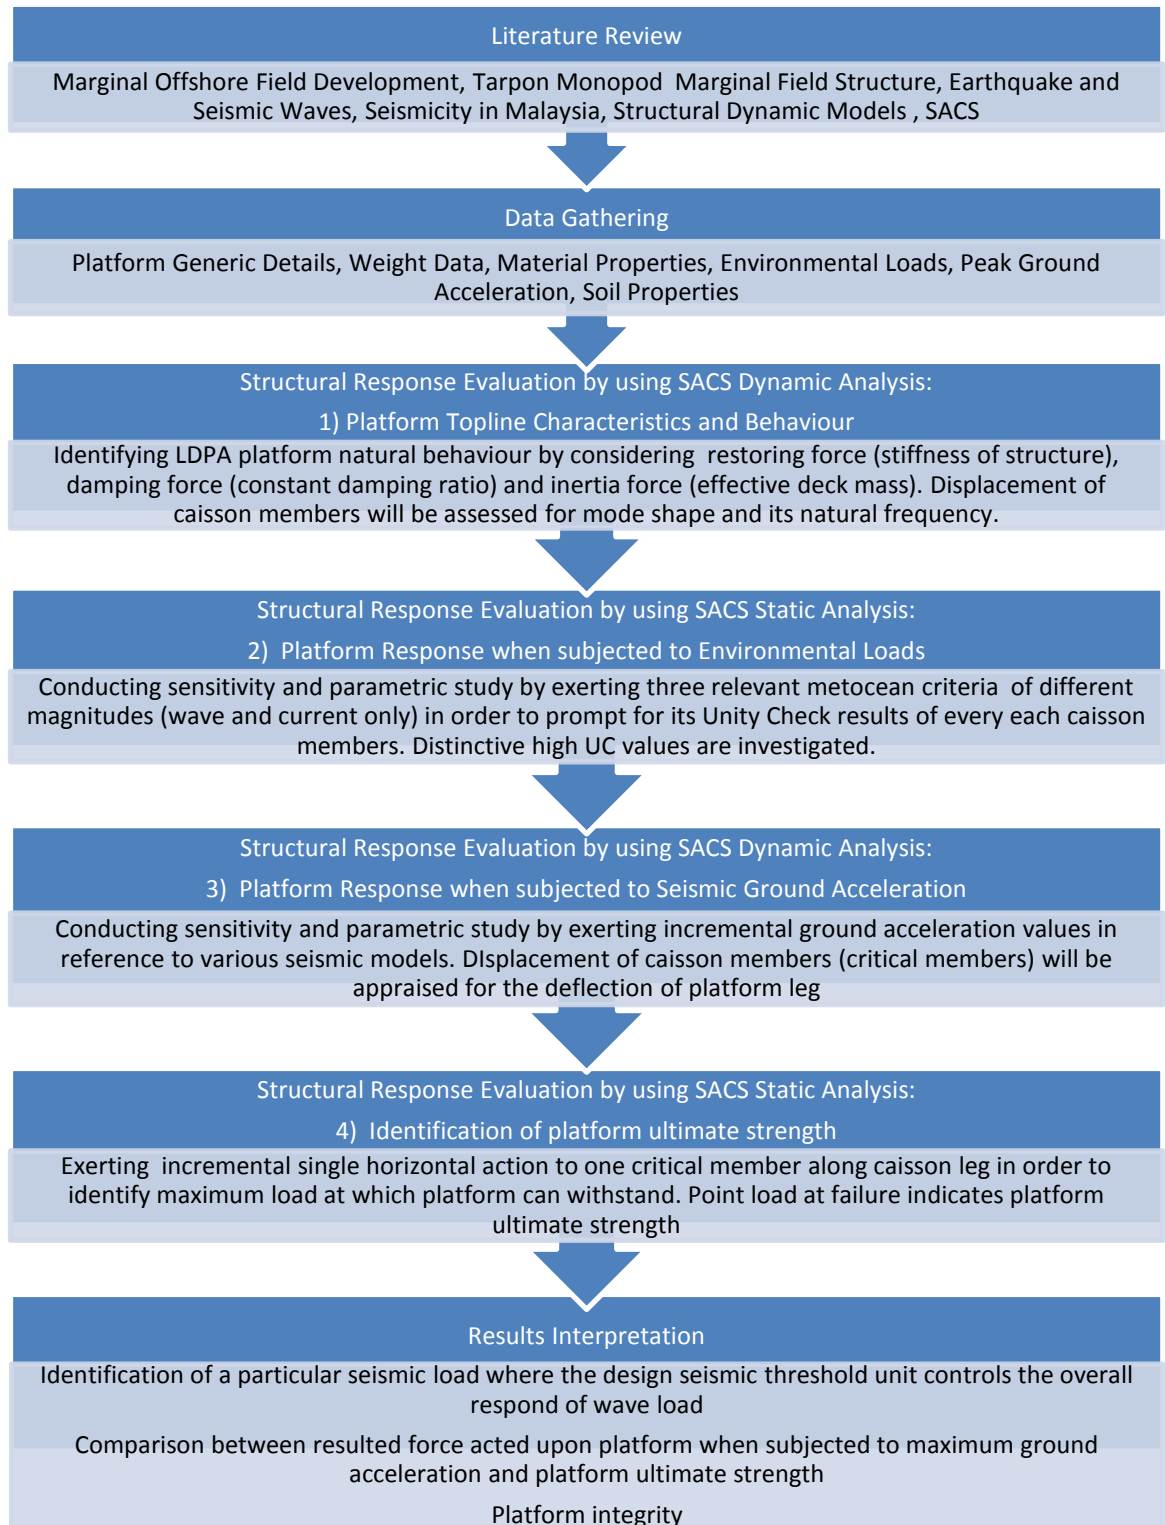 Literature Review
Marginal Offshore Field Development, Tarpon Monopod Marginal Field Structure, Earthquake and
Seismic Waves, Seismicity in Malaysia, Structural Dynamic Models , SACS
Data Gathering
Platform Generic Details, Weight Data, Material Properties, Environmental Loads, Peak Ground
Acceleration, Soil Properties
Structural Response Evaluation by using SACS Dynamic Analysis:
1) Platform Topline Characteristics and Behaviour
Identifying LDPA platform natural behaviour by considering restoring force (stiffness of structure),
damping force (constant damping ratio) and inertia force (effective deck mass). Displacement of
caisson members will be assessed for mode shape and its natural frequency.
Structural Response Evaluation by using SACS Static Analysis:
2) Platform Response when subjected to Environmental Loads
Conducting sensitivity and parametric study by exerting three relevant metocean criteria of different
magnitudes (wave and current only) in order to prompt for its Unity Check results of every each caisson
members. Distinctive high UC values are investigated.
Structural Response Evaluation by using SACS Dynamic Analysis:
3) Platform Response when subjected to Seismic Ground Acceleration
Conducting sensitivity and parametric study by exerting incremental ground acceleration values in
reference to various seismic models. DIsplacement of caisson members (critical members) will be
appraised for the deflection of platform leg
Structural Response Evaluation by using SACS Static Analysis:
4) Identification of platform ultimate strength
Exerting incremental single horizontal action to one critical member along caisson leg in order to
identify maximum load at which platform can withstand. Point load at failure indicates platform
ultimate strength
Results Interpretation
Identification of a particular seismic load where the design seismic threshold unit controls the overall
respond of wave load
Comparison between resulted force acted upon platform when subjected to maximum ground
acceleration and platform ultimate strength
Platform integrity